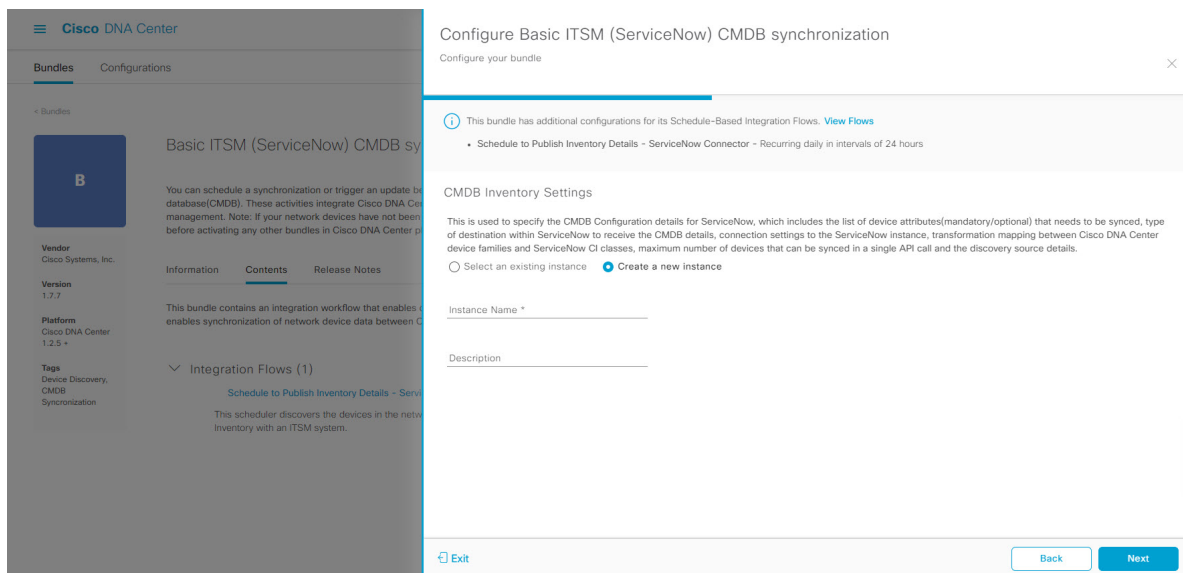 Cisco DNA Center
Bundles Configurations
< Bundles
B
Vendor
Cisco Systems, Inc.
Version
1.7.7
Platform
Cisco DNA Center
1.2.5 +
Tags
Device Discovery,
CMDB
Syncronization
Basic ITSM (ServiceNow) CMDB sy
You can schedule a synchronization or trigger an update be
database(CMDB). These activities integrate Cisco DNA Cen
management. Note: If your network devices have not been
before activating any other bundles in Cisco DNA Center p
Information Contents Release Notes
This bundle contains an integration workflow that enables
enables synchronization of network device data between C
Integration Flows (1)
Schedule to Publish Inventory Details - Servi
This scheduler discovers the devices in the netw
Inventory with an ITSM system.
Configure Basic ITSM (ServiceNow) CMDB synchronization
Configure your bundle
This bundle has additional configurations for its Schedule-Based Integration Flows. View Flows
• Schedule to Publish Inventory Details - ServiceNow Connector - Recurring daily in intervals of 24 hours
CMDB Inventory Settings
This is used to specify the CMDB Configuration details for ServiceNow, which includes the list of device attributes(mandatory/optional) that needs to be synced, type
of destination within ServiceNow to receive the CMDB details, connection settings to the ServiceNow instance, transformation mapping between Cisco DNA Center
device families and ServiceNow CI classes, maximum number of devices that can be synced in a single API call and the discovery source details.
Select an existing instance Create a new instance
Instance Name *
Description
Exit Back Next